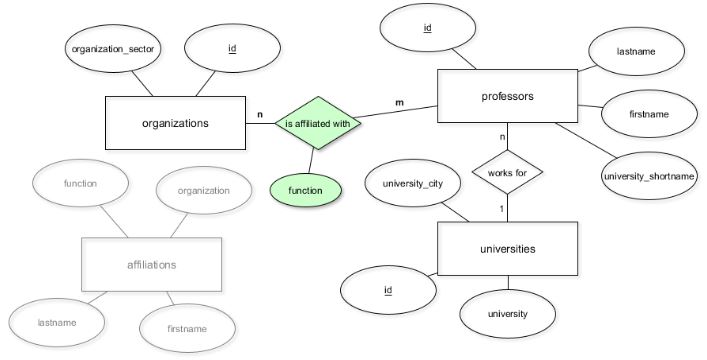 organization_sector
id
id
lastname
organizations
n
is affiliated with
m
professors
firstname
function
university_shortname
n
works for
1
university_city
universities
id
university
function
organization
affiliations
lastname
firstname